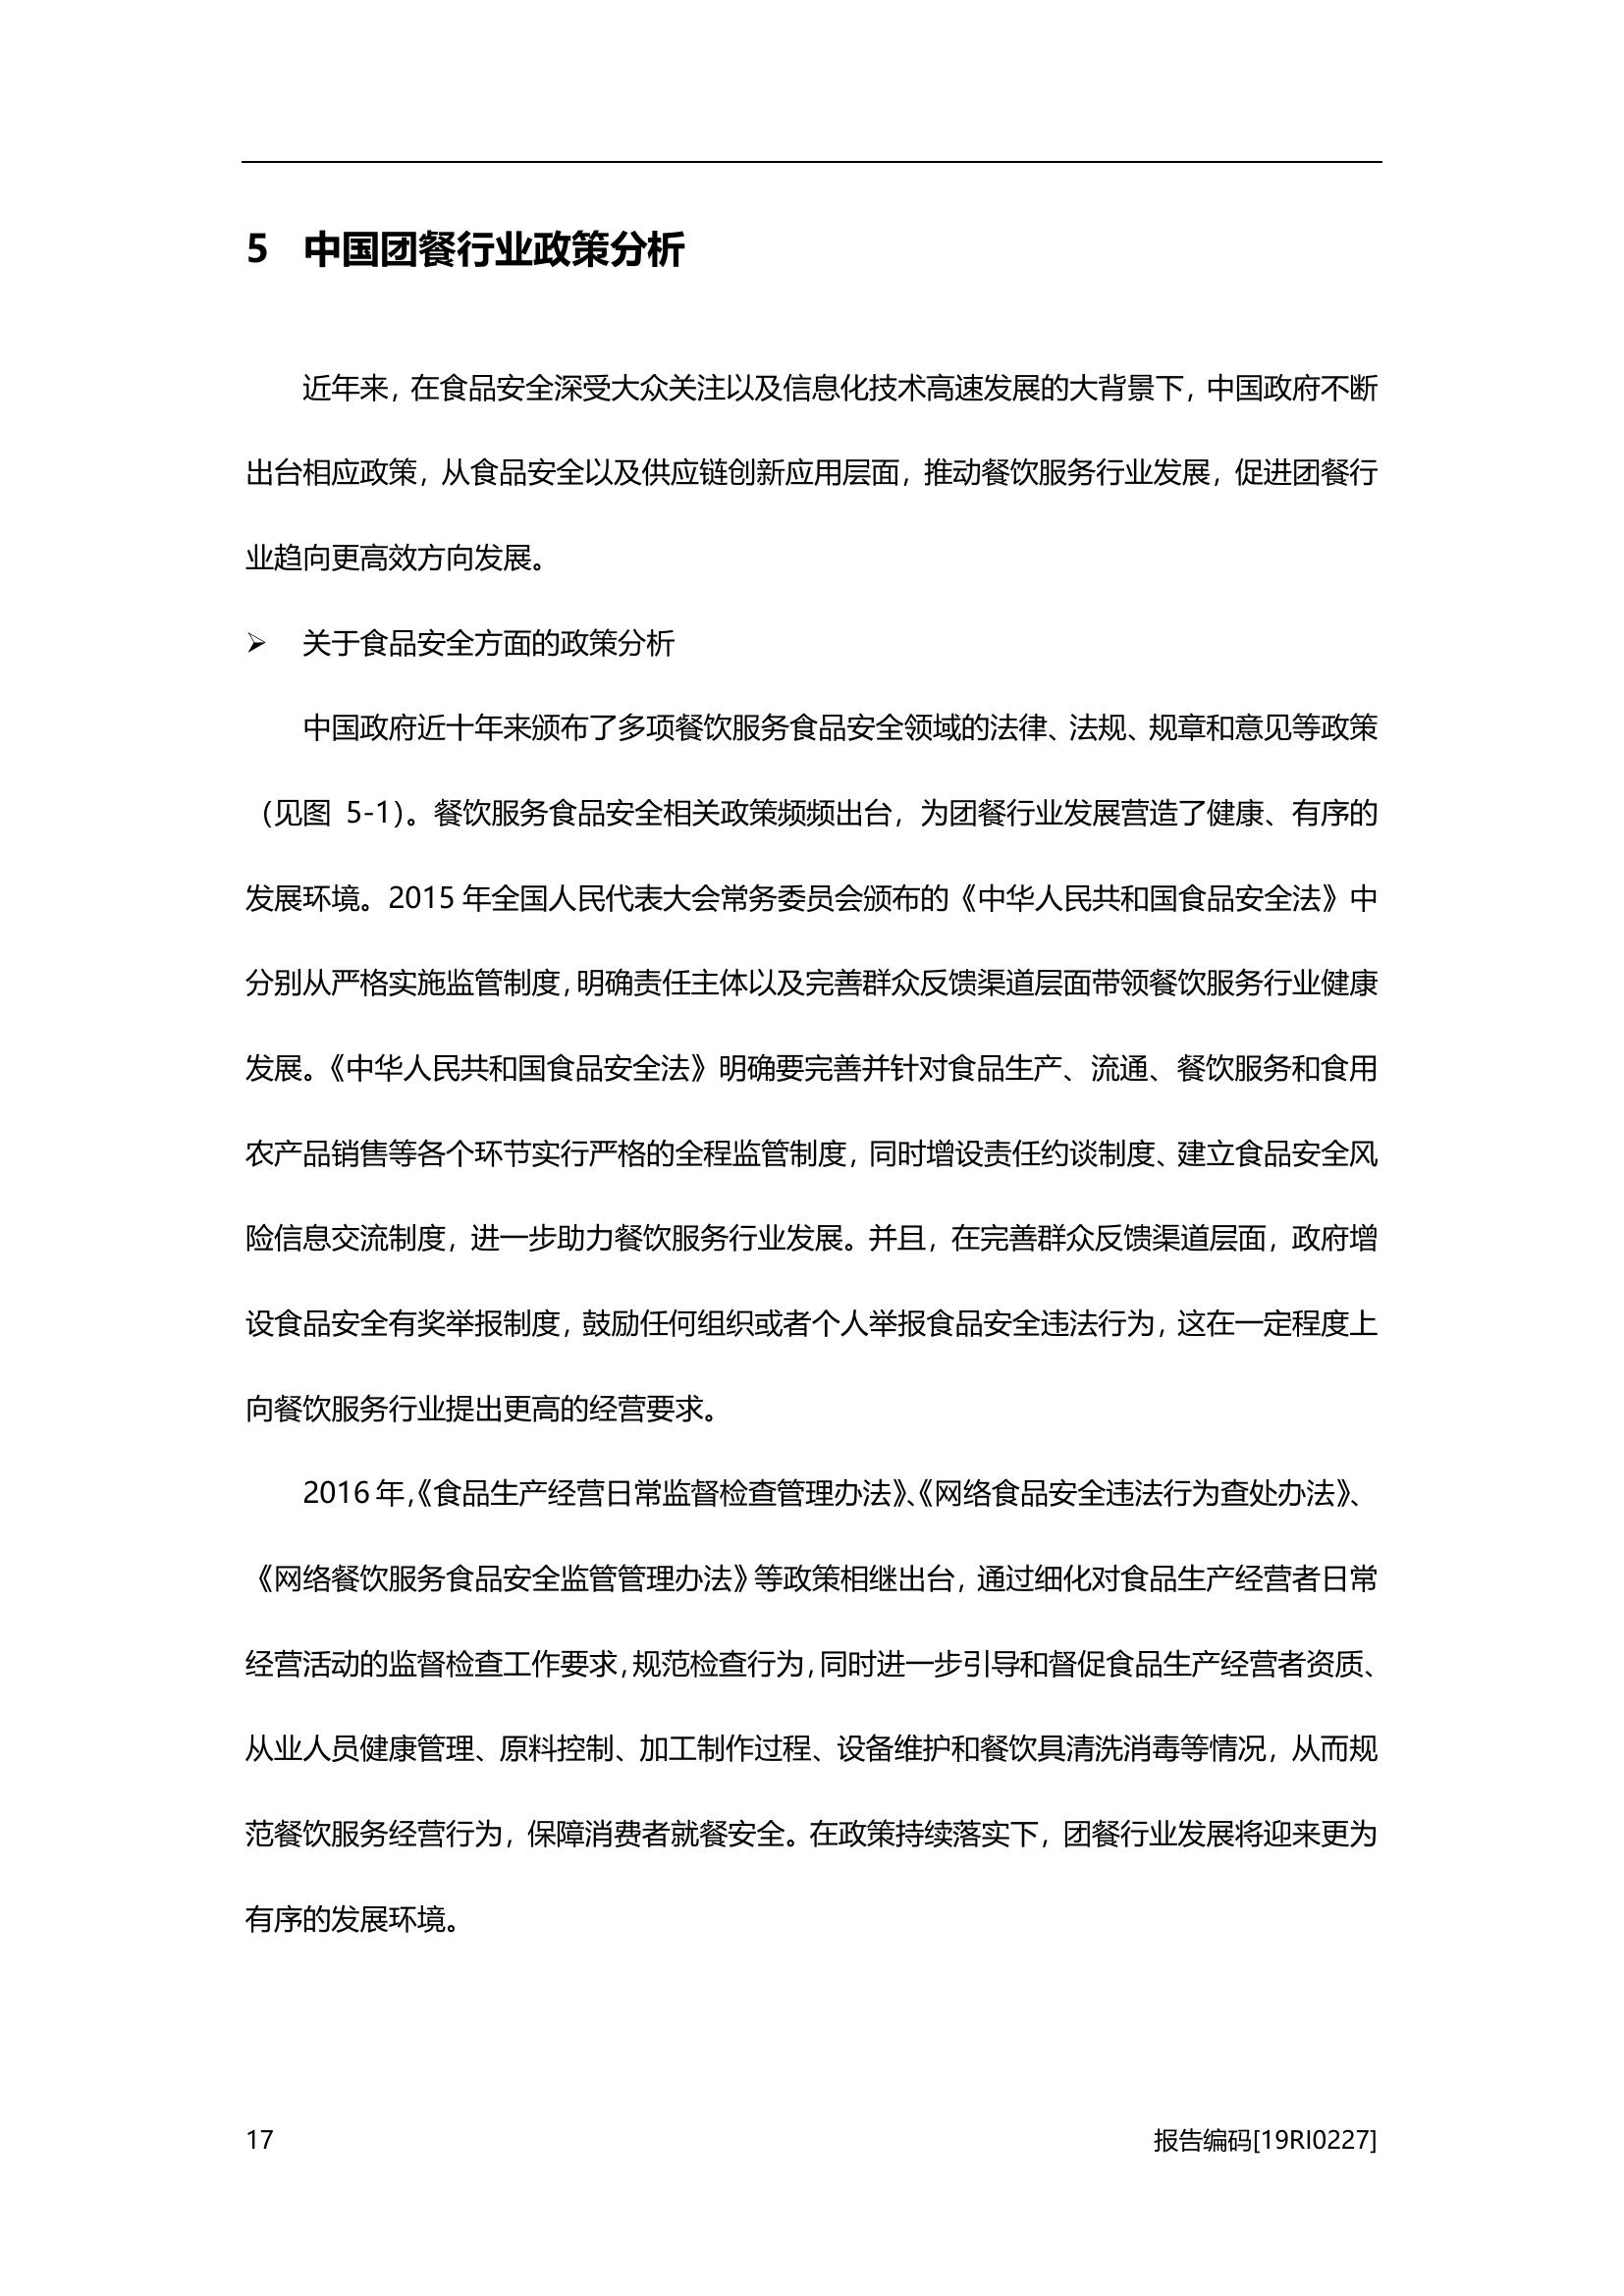 5 中国团餐行业政策分析
近年来，在食品安全深受大众关注以及信息化技术高速发展的大背景下，中国政府不断
出台相应政策，从食品安全以及供应链创新应用层面，推动餐饮服务行业发展，促进团餐行
业趋向更高效方向发展。
➢ 关于食品安全方面的政策分析
中国政府近十年来颁布了多项餐饮服务食品安全领域的法律、法规、规章和意见等政策
（见图 5-1）。餐饮服务食品安全相关政策频频出台，为团餐行业发展营造了健康、有序的
发展环境。2015 年全国人民代表大会常务委员会颁布的《中华人民共和国食品安全法》中
分别从严格实施监管制度，明确责任主体以及完善群众反馈渠道层面带领餐饮服务行业健康
发展。《中华人民共和国食品安全法》明确要完善并针对食品生产、流通、餐饮服务和食用
农产品销售等各个环节实行严格的全程监管制度，同时增设责任约谈制度、建立食品安全风
险信息交流制度，进一步助力餐饮服务行业发展。并且，在完善群众反馈渠道层面，政府增
设食品安全有奖举报制度，鼓励任何组织或者个人举报食品安全违法行为，这在一定程度上
向餐饮服务行业提出更高的经营要求。
2016 年，《食品生产经营日常监督检查管理办法》、《网络食品安全违法行为查处办法》、
《网络餐饮服务食品安全监管管理办法》等政策相继出台，通过细化对食品生产经营者日常
经营活动的监督检查工作要求，规范检查行为，同时进一步引导和督促食品生产经营者资质、
从业人员健康管理、原料控制、加工制作过程、设备维护和餐饮具清洗消毒等情况，从而规
范餐饮服务经营行为，保障消费者就餐安全。在政策持续落实下，团餐行业发展将迎来更为
有序的发展环境。
17 报告编码[19RI0227]